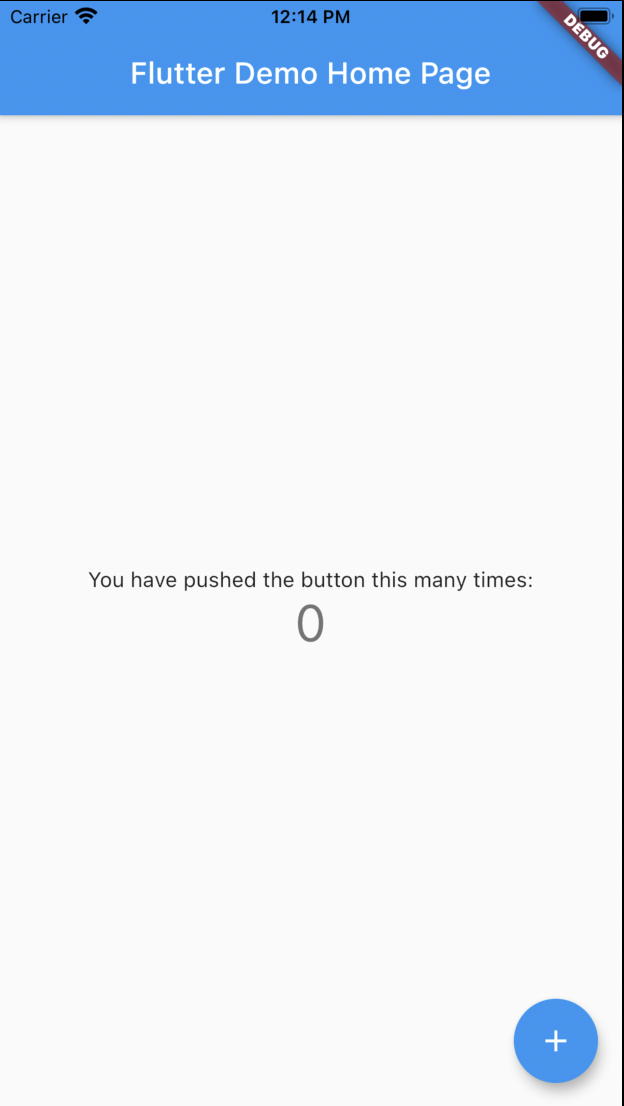 Carrier 12:14 PM
DEBUG
Flutter Demo Home Page
You have pushed the button this many times:
0
+